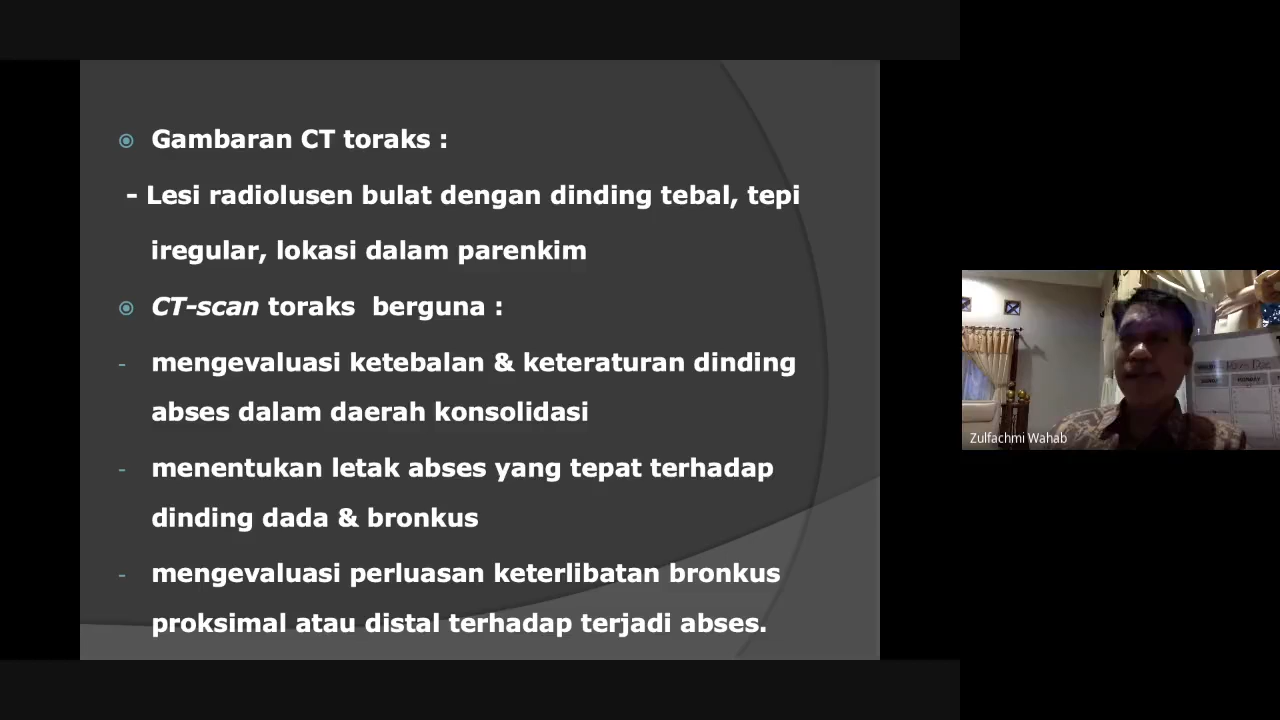 Gambaran CT toraks :
- Lesi radiolusen bulat dengan dinding tebal, tepi
iregular, lokasi dalam parenkim
CT-scan toraks berguna :
- mengevaluasi ketebalan & keteraturan dinding
abses dalam daerah konsolidasi
- menentukan letak abses yang tepat terhadap
dinding dada & bronkus
- mengevaluasi perluasan keterlibatan bronkus
proksimal atau distal terhadap terjadi abses.
Zulfachmi Wahab